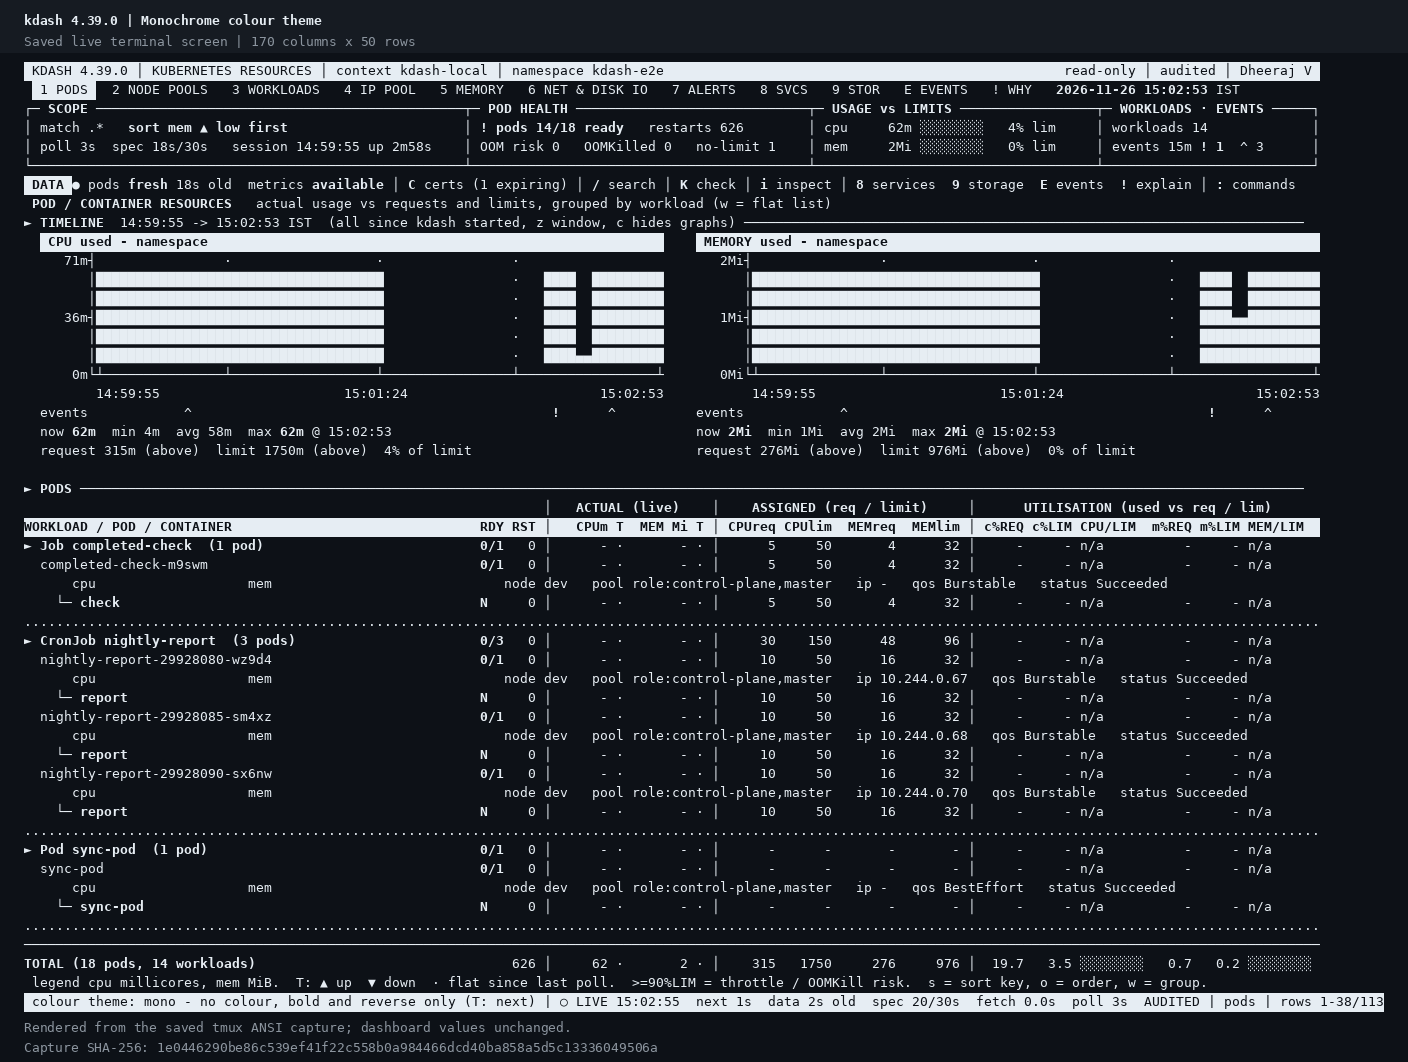 kdash 4.39.0 | Monochrome colour theme
Saved live terminal screen | 170 columns x 50 rows
KDASH 4.39.0 │ KUBERNETES RESOURCES │ context kdash-local │ namespace kdash-e2e read-only │ audited │ Dheeraj V
1 PODS 2 NODE POOLS 3 WORKLOADS 4 IP POOL 5 MEMORY 6 NET & DISK IO 7 ALERTS 8 SVCS 9 STOR E EVENTS ! WHY 2026-11-26 15:02:53 IST
SCOPE POD HEALTH USAGE vs LIMITS WORKLOADS · EVENTS
match .* sort mem ▲ low first │ ! pods 14/18 ready restarts 626 │ cpu 62m ░░░░░░░░ 4% lim │ workloads 14
poll 3s spec 18s/30s session 14:59:55 up 2m58s │ OOM risk 0 OOMKilled 0 no-limit 1 │ mem 2Mi ░░░░░░░░ 0% lim │ events 15m ! 1 ^ 3
DATA ● pods fresh 18s old metrics available │ C certs (1 expiring) │ / search │ K check │ i inspect │ 8 services 9 storage E events ! explain │ : commands
POD / CONTAINER RESOURCES actual usage vs requests and limits, grouped by workload (w = flat list)
► TIMELINE 14:59:55 -> 15:02:53 IST (all since kdash started, z window, c hides graphs)
CPU used - namespace MEMORY used - namespace
71m 2Mi
36m 1Mi
0m 0Mi
14:59:55 15:01:24 15:02:53 14:59:55 15:01:24 15:02:53
events ^ ! ^ events ^ ! ^
now 62m min 4m avg 58m max 62m @ 15:02:53 now 2Mi min 1Mi avg 2Mi max 2Mi @ 15:02:53
request 315m (above) limit 1750m (above) 4% of limit request 276Mi (above) limit 976Mi (above) 0% of limit
► PODS
│ ACTUAL (live) │ ASSIGNED (req / limit) │ UTILISATION (used vs req / lim)
WORKLOAD / POD / CONTAINER RDY RST │ CPUm T MEM Mi T │ CPUreq CPUlim MEMreq MEMlim │ c%REQ c%LIM CPU/LIM m%REQ m%LIM MEM/LIM
► Job completed-check (1 pod) 0/1 0 │ - · - · │ 5 50 4 32 │ - - n/a - - n/a
completed-check-m9swm 0/1 0 │ - · - · │ 5 50 4 32 │ - - n/a - - n/a
cpu mem node dev pool role:control-plane,master ip - qos Burstable status Succeeded
└─ check N 0 │ - · - · │ 5 50 4 32 │ - - n/a - - n/a
► CronJob nightly-report (3 pods) 0/3 0 │ - · - · │ 30 150 48 96 │ - - n/a - - n/a
nightly-report-29928080-wz9d4 0/1 0 │ - · - · │ 10 50 16 32 │ - - n/a - - n/a
cpu mem node dev pool role:control-plane,master ip 10.244.0.67 qos Burstable status Succeeded
└─ report N 0 │ - · - · │ 10 50 16 32 │ - - n/a - - n/a
nightly-report-29928085-sm4xz 0/1 0 │ - · - · │ 10 50 16 32 │ - - n/a - - n/a
cpu mem node dev pool role:control-plane,master ip 10.244.0.68 qos Burstable status Succeeded
└─ report N 0 │ - · - · │ 10 50 16 32 │ - - n/a - - n/a
nightly-report-29928090-sx6nw 0/1 0 │ - · - · │ 10 50 16 32 │ - - n/a - - n/a
cpu mem node dev pool role:control-plane,master ip 10.244.0.70 qos Burstable status Succeeded
└─ report N 0 │ - · - · │ 10 50 16 32 │ - - n/a - - n/a
► Pod sync-pod (1 pod) 0/1 0 │ - · - · │ - - - - │ - - n/a - - n/a
sync-pod 0/1 0 │ - · - · │ - - - - │ - - n/a - - n/a
cpu mem node dev pool role:control-plane,master ip - qos BestEffort status Succeeded
└─ sync-pod N 0 │ - · - · │ - - - - │ - - n/a - - n/a
TOTAL (18 pods, 14 workloads) 626 │ 62 · 2 · │ 315 1750 276 976 │ 19.7 3.5 ░░░░░░░░ 0.7 0.2 ░░░░░░░░
legend cpu millicores, mem MiB. T: ▲ up ▼ down · flat since last poll. >=90%LIM = throttle / OOMKill risk. s = sort key, o = order, w = group.
colour theme: mono - no colour, bold and reverse only (T: next) │ ○ LIVE 15:02:55 next 1s data 2s old spec 20/30s fetch 0.0s poll 3s AUDITED │ pods │ rows 1-38/113
Rendered from the saved tmux ANSI capture; dashboard values unchanged.
Capture SHA-256: 1e0446290be86c539ef41f22c558b0a984466dcd40ba858a5d5c13336049506a